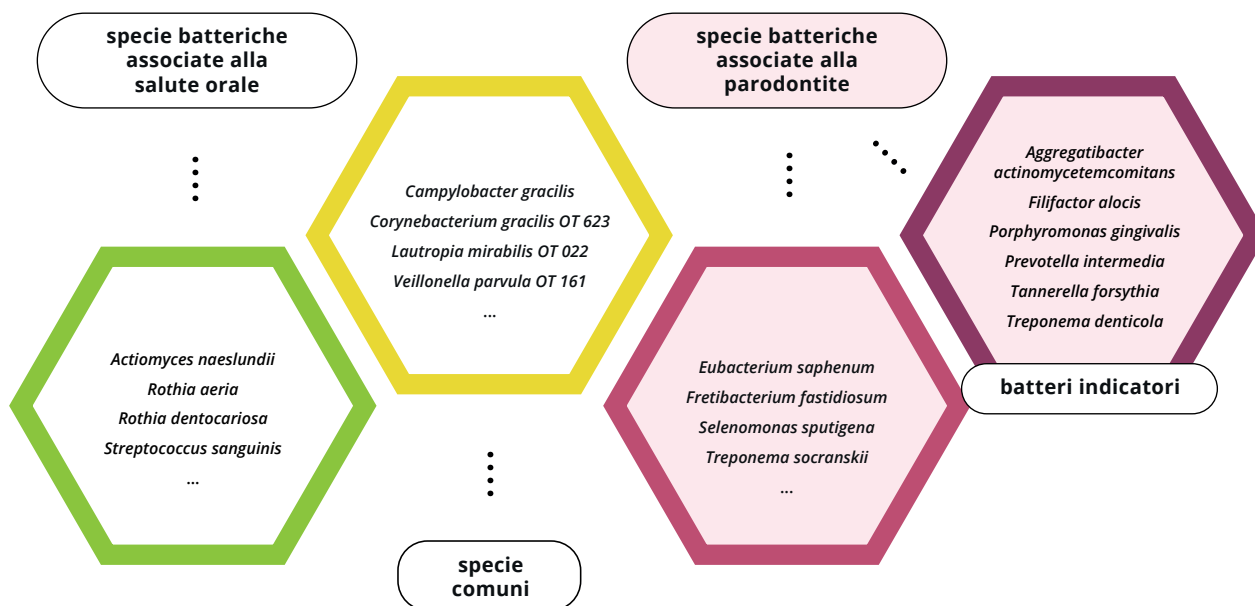 specie batteriche
associate alla
salute orale
specie batteriche
associate alla
parodontite
Campylobacter gracilis
Corynebacterium gracilis OT 623
Lautropia mirabilis OT 022
Veillonella parvula OT 161
...
Aggregatibacter
actinomycetemcomitans
Filifactor alocis
Porphyromonas gingivalis
Prevotella intermedia
Tannerella forsythia
Treponema denticola
batteri indicatori
Actiomyces naeslundii
Rothia aeria
Rothia dentocariosa
Streptococcus sanguinis
...
Eubacterium saphenum
Fretibacterium fastidiosum
Selenomonas sputigena
Treponema socranskii
...
specie
comuni